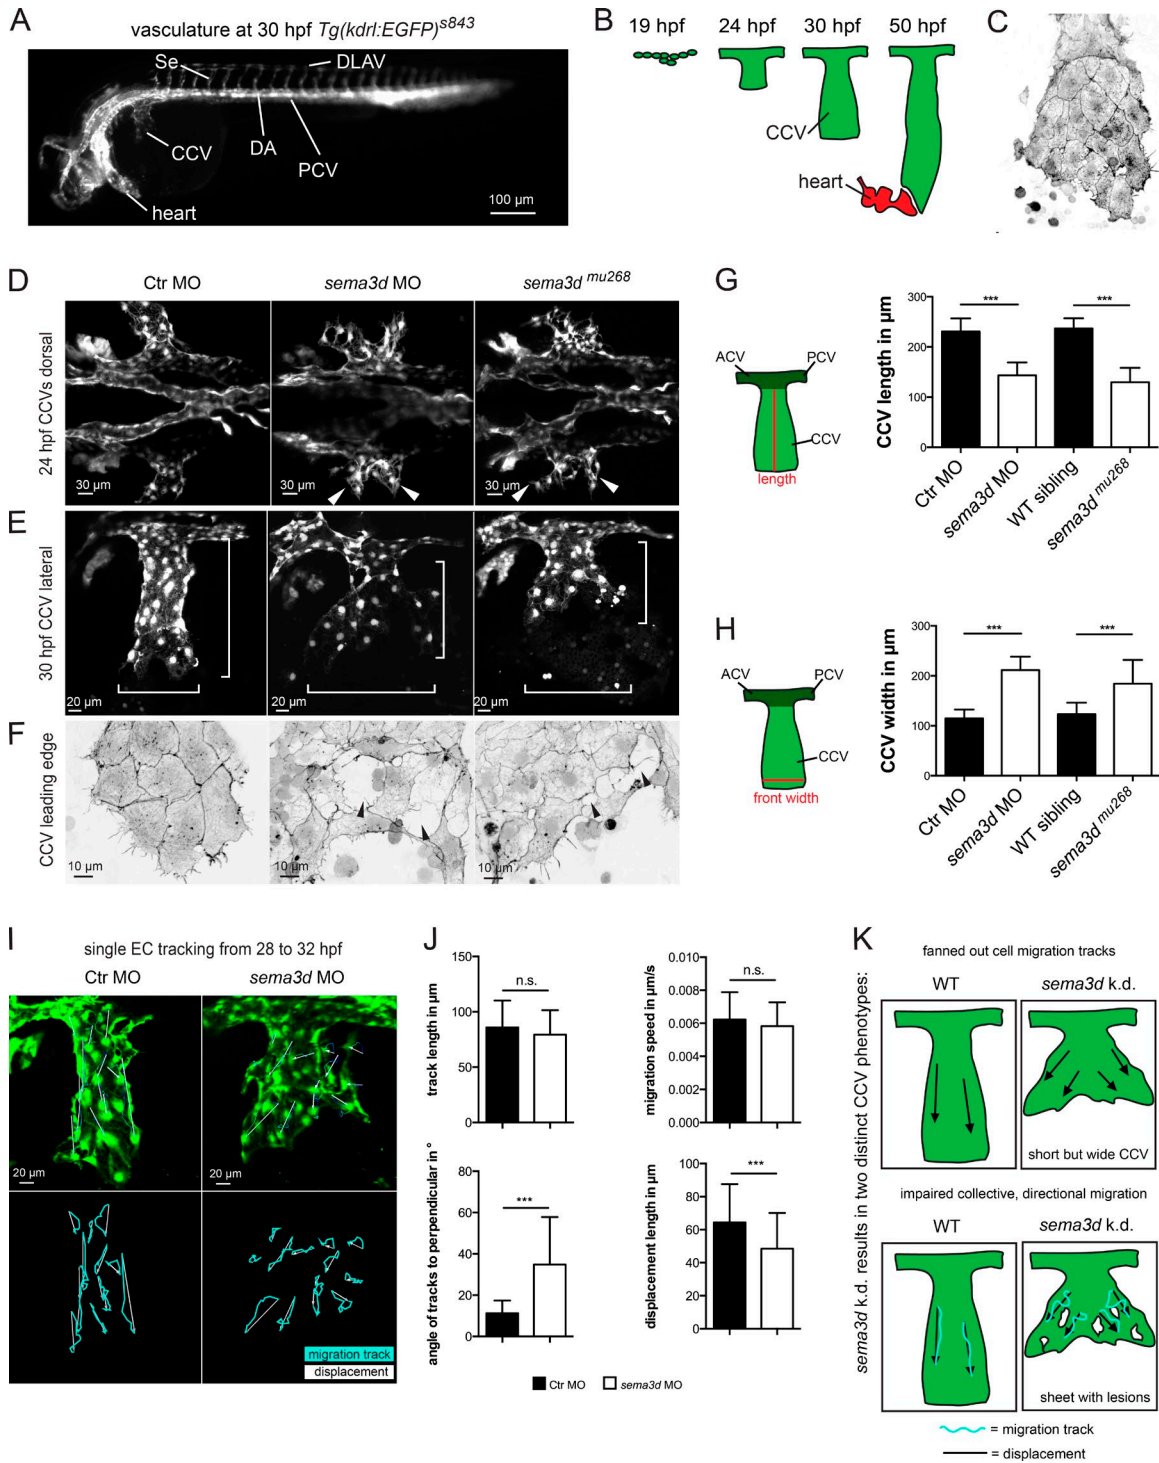 A
vasculature at 30 hpf Tg(kdrl:EGFP)s843
Se
DLAV
CCV
DA
PCV
heart
100 µm
B
19 hpf 24 hpf 30 hpf 50 hpf
CCV
heart
C
D
Ctr MO sema3d MO sema3d mu268
24 hpf CCVs dorsal
30 µm 30 µm 30 µm
E
30 hpf CCV lateral
20 µm 20 µm 20 µm
F
CCV leading edge
10 µm 10 µm 10 µm
G
ACV PCV
CCV
length
CCV length in µm
300
200
100
0
*** ***
Ctr MO
sema3d MO
WT sibling
sema3d mu268
H
ACV PCV
CCV
front width
CCV width in µm
300
200
100
0
*** ***
Ctr MO
sema3d MO
WT sibling
sema3d mu268
I
single EC tracking from 28 to 32 hpf
Ctr MO sema3d MO
20 µm 20 µm
migration track
displacement
J
track length in µm
150
100
50
0
n.s.
migration speed in µm/s
0.010
0.008
0.006
0.004
0.002
0.000
n.s.
angle of tracks to perpendicular in °
80
60
40
20
0
***
displacement length in µm
100
80
60
40
20
0
***
Ctr MO sema3d MO
K
sema3d k.d. results in two distinct CCV phenotypes:
fanned out cell migration tracks
WT sema3d k.d.
short but wide CCV
impaired collective, directional migration
WT sema3d k.d.
sheet with lesions
= migration track
= displacement